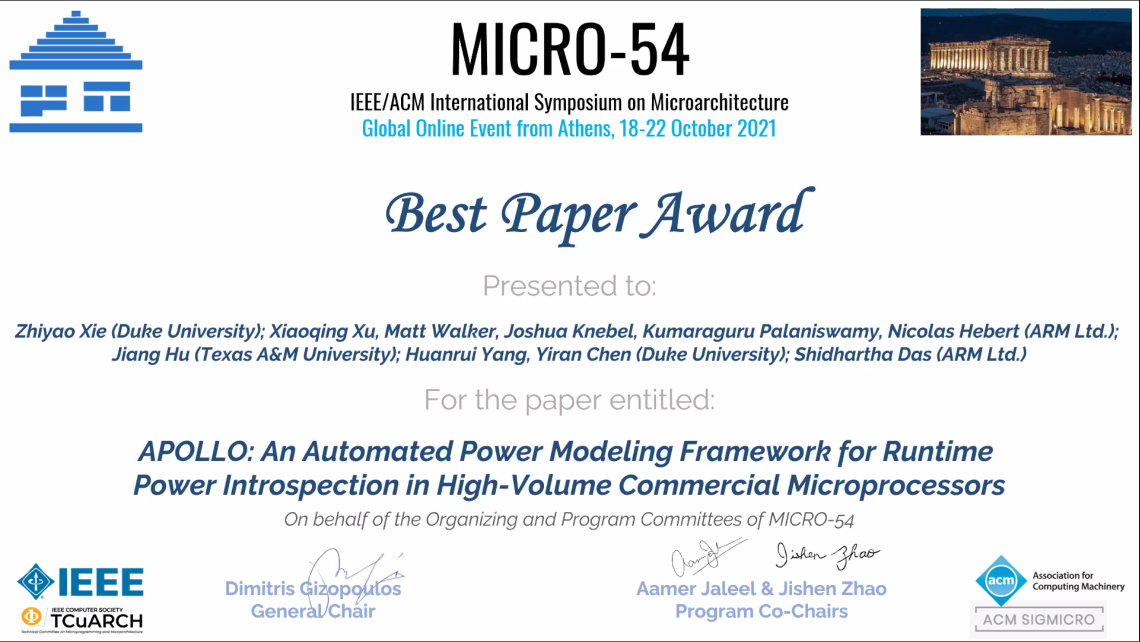 MICRO-54
IEEE/ACM International Symposium on Microarchitecture
Global Online Event from Athens, 18-22 October 2021
Best Paper Award
Presented to:
Zhiyao Xie (Duke University); Xiaoqing Xu, Matt Walker, Joshua Knebel, Kumaraguru Palaniswamy, Nicolas Hebert (ARM Ltd.);
Jiang Hu (Texas A&M University); Huanrui Yang, Yiran Chen (Duke University); Shidhartha Das (ARM Ltd.)
For the paper entitled:
APOLLO: An Automated Power Modeling Framework for Runtime
Power Introspection in High-Volume Commercial Microprocessors
On behalf of the Organizing and Program Committees of MICRO-54
Jishen Zhao
Dimitris Gizopoulos
General Chair
Aamer Jaleel & Jishen Zhao
Program Co-Chairs
IEEE
IEEE COMPUTER SOCIETY
TCuARCH
Technical Committee on Microprogramming and Microarchitecture
acm
Association for
Computing Machinery
ACM SIGMICRO